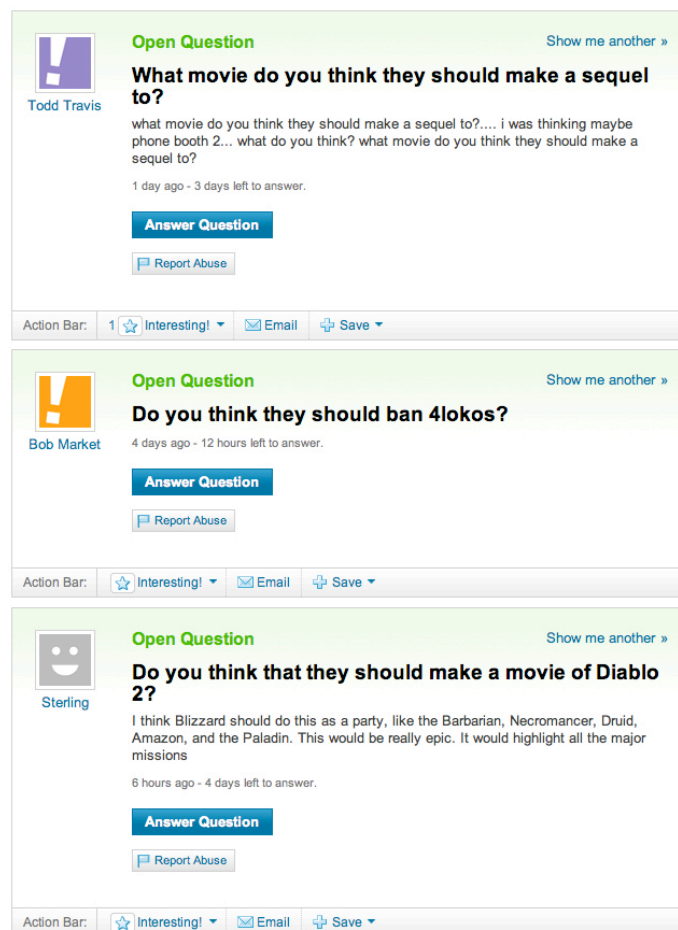 Open Question
Show me another »
What movie do you think they should make a sequel
to?
Todd Travis
what movie do you think they should make a sequel to?.... i was thinking maybe
phone booth 2... what do you think? what movie do you think they should make a
sequel to?
1 day ago - 3 days left to answer.
Answer Question
Report Abuse
Action Bar: 1 Interesting! Email Save
Open Question
Show me another »
Do you think they should ban 4lokos?
Bob Market
4 days ago - 12 hours left to answer.
Answer Question
Report Abuse
Action Bar: Interesting! Email Save
Open Question
Show me another »
Do you think that they should make a movie of Diablo
2?
Sterling
I think Blizzard should do this as a party, like the Barbarian, Necromancer, Druid,
Amazon, and the Paladin. This would be really epic. It would highlight all the major
missions
6 hours ago - 4 days left to answer.
Answer Question
Report Abuse
Action Bar: Interesting! Email Save